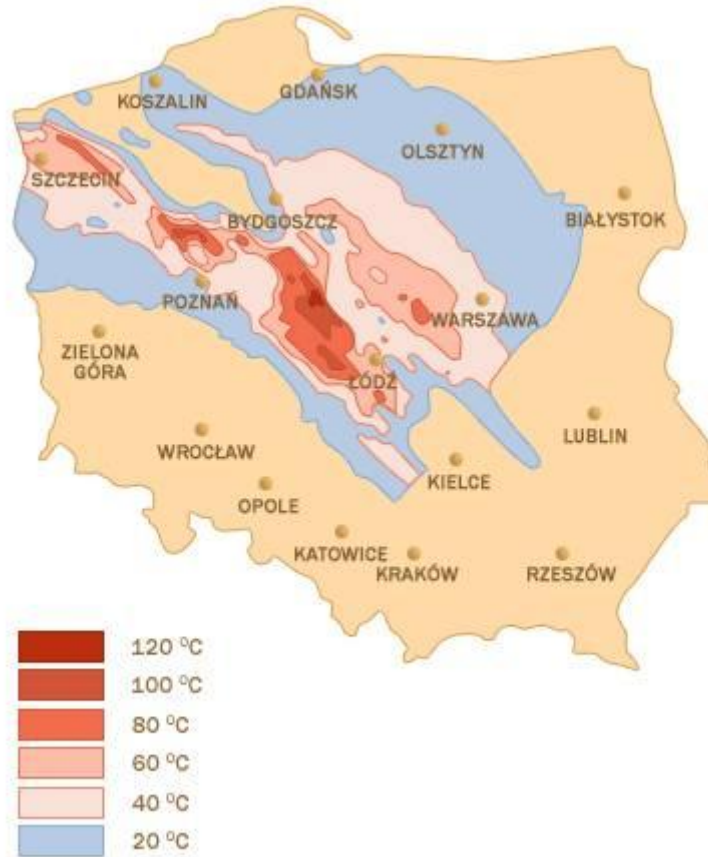 KOSZALIN
GDAŃSK
OLSZTYN
SZCZECIN
BYDGOSZCZ
BIAŁYSTOK
POZNAŃ
WARSZAWA
ZIELONA
GÓRA
ŁÓDŹ
WROCŁAW
LUBLIN
KIELCE
OPOLE
KATOWICE
KRAKÓW
RZESZÓW
120 °C
100 °C
80 °C
60 °C
40 °C
20 °C